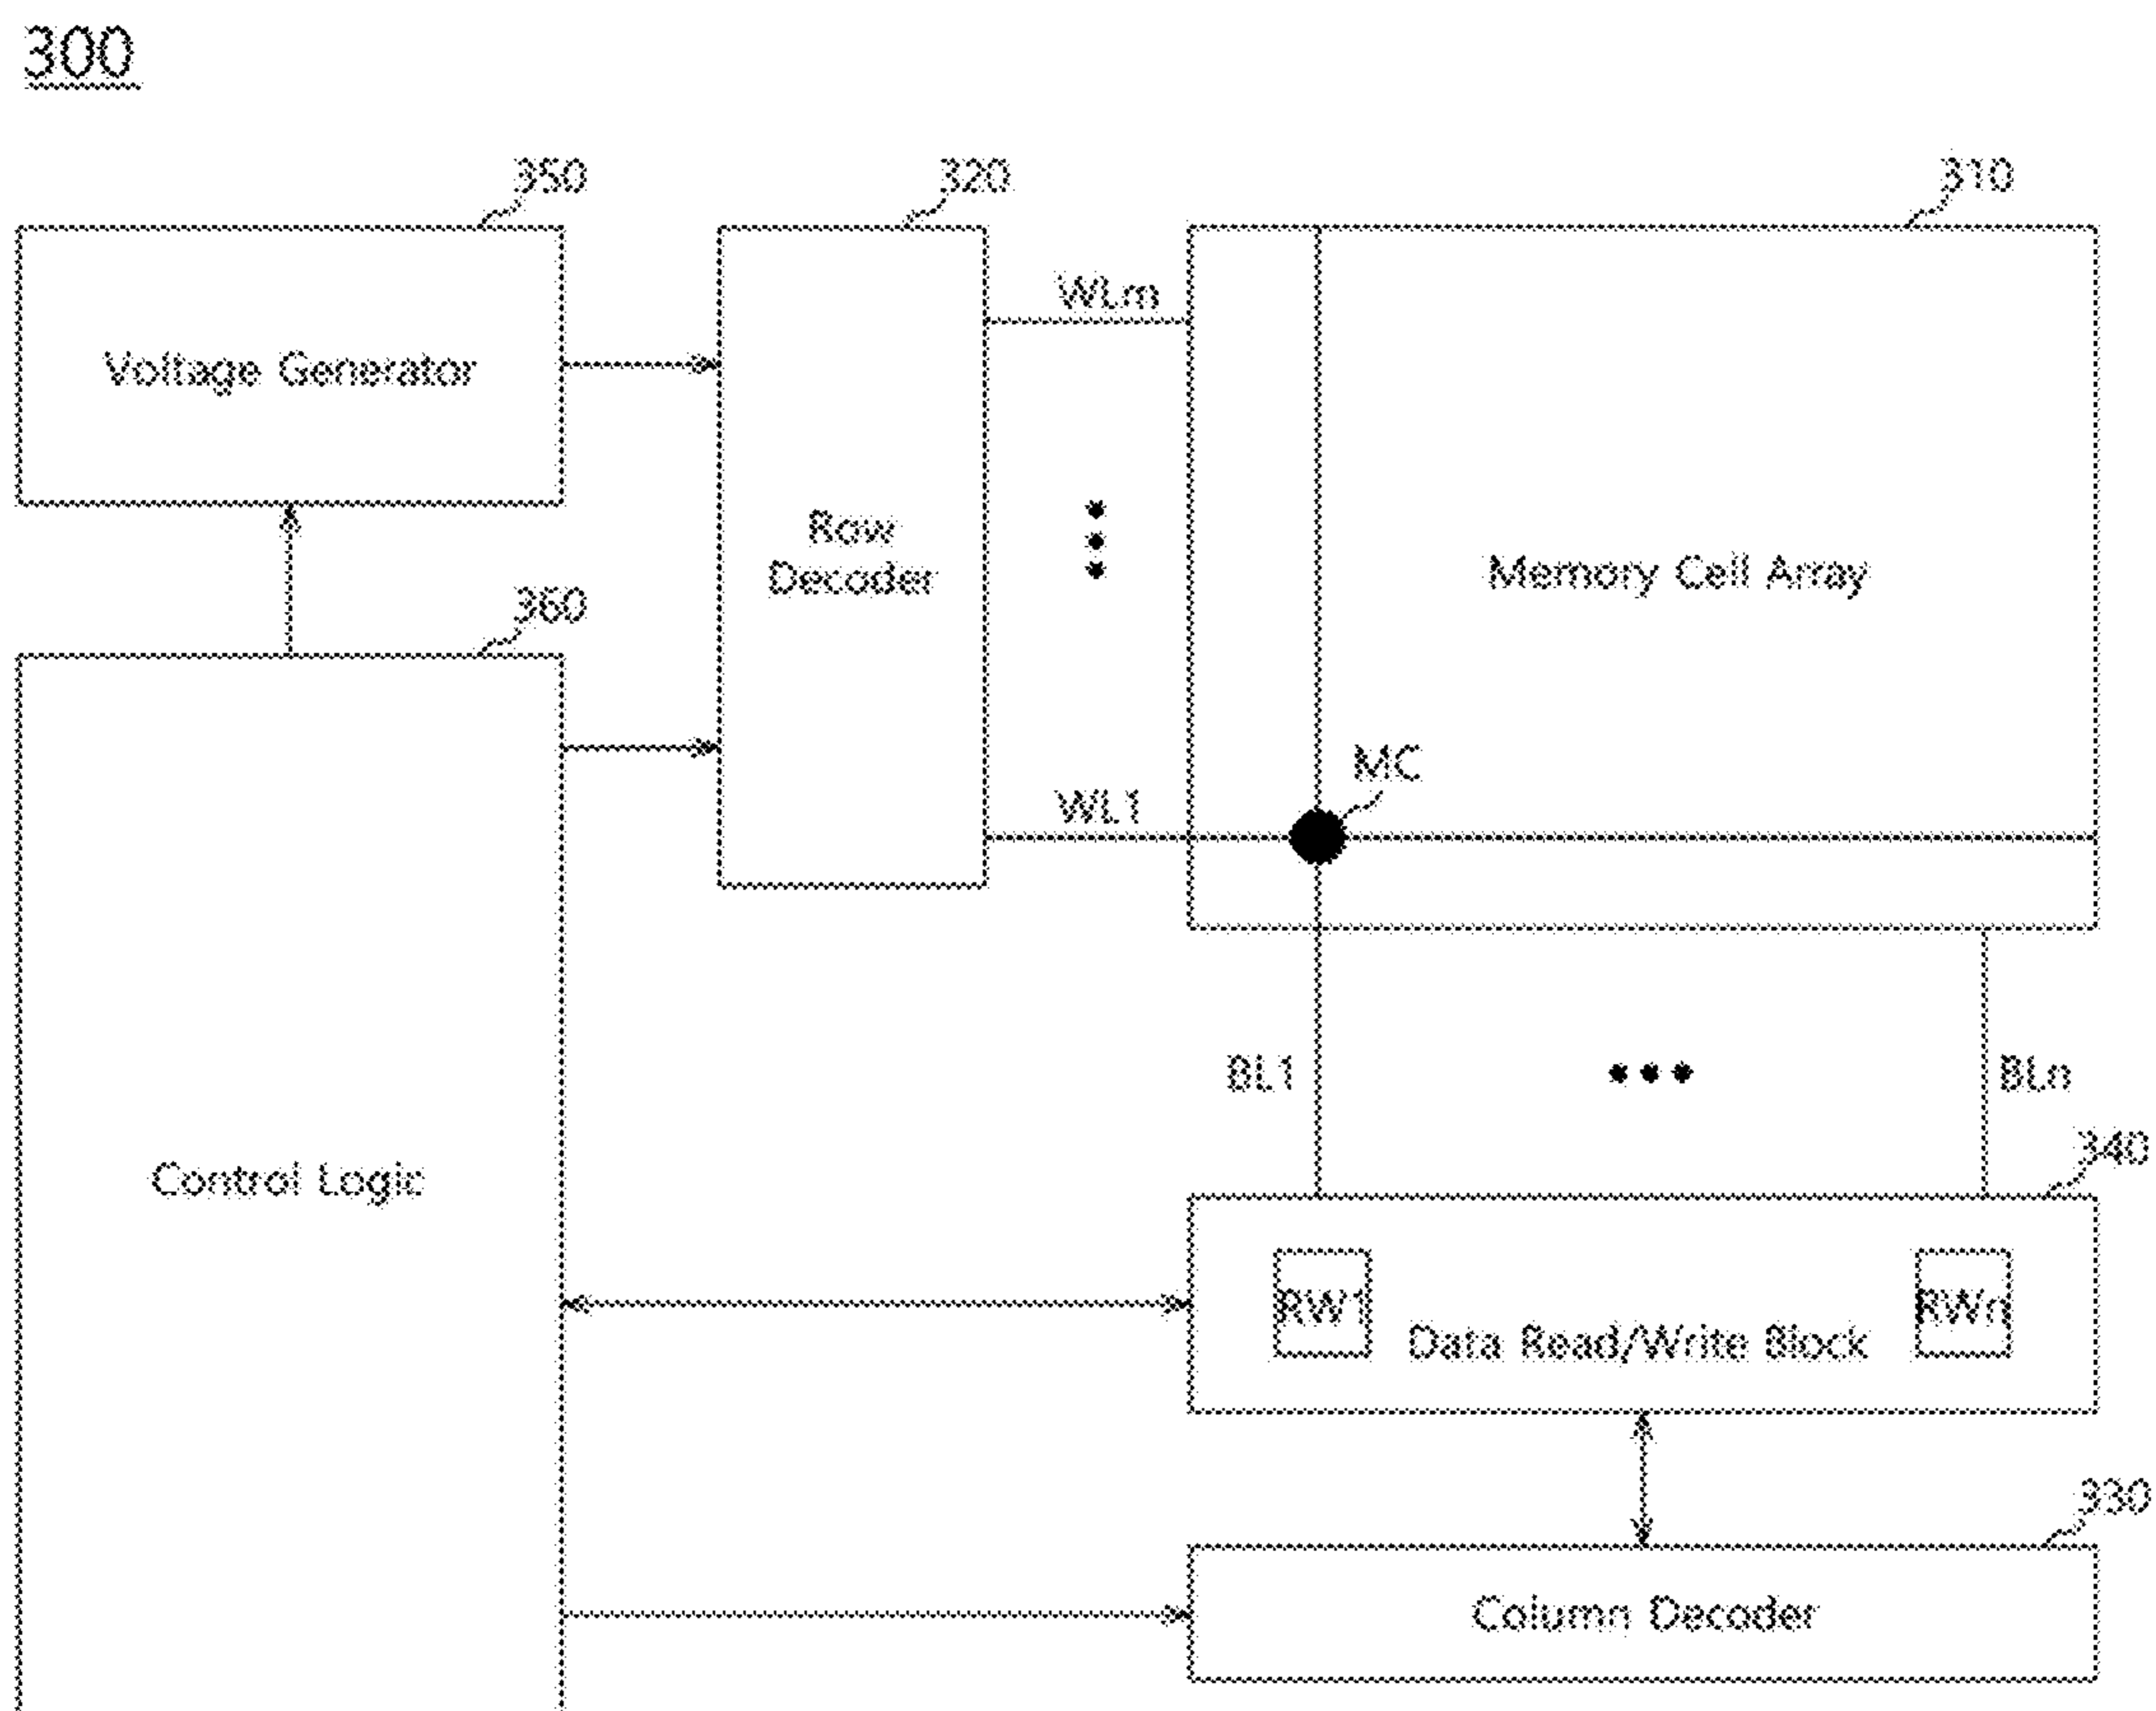 300
350
320
310
WLm
Voltage Generator
Row
Decoder
Memory Cell Array
360
MC
WL1
BL1
BLn
340
Control Logic
RW1
RWn
Data Read/Write Block
330
Column Decoder